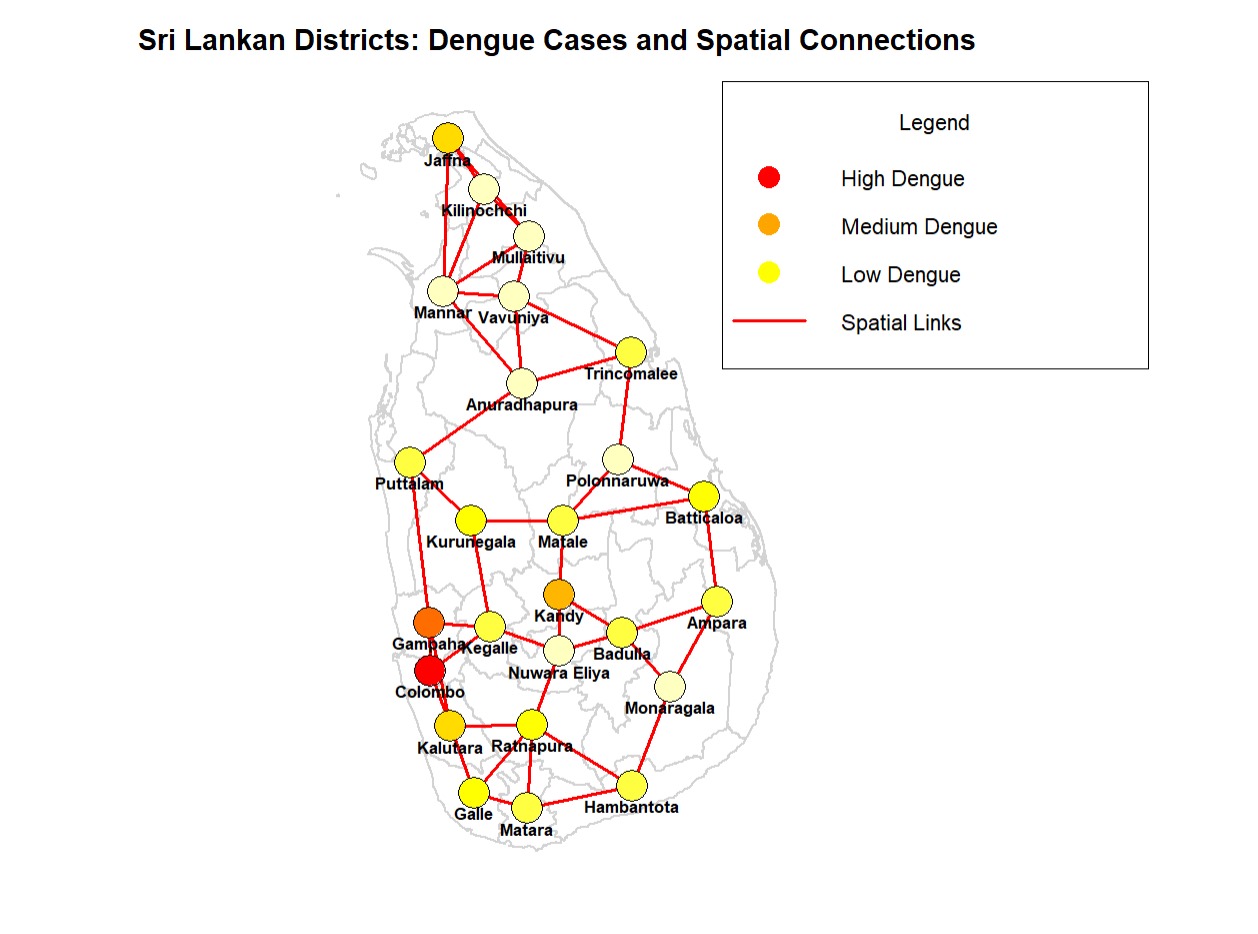 Sri Lankan Districts: Dengue Cases and Spatial Connections
Legend
High Dengue
Medium Dengue
Low Dengue
Spatial Links
Jaffna
Kilinochchi
Mullaitivu
Mannar
Vavuniya
Trincomalee
Anuradhapura
Puttalam
Polonnaruwa
Batticaloa
Kurunegala
Matale
Kandy
Ampara
Gampaha
Kegalle
Badulla
Nuwara Eliya
Colombo
Monaragala
Kalutara
Ratnapura
Galle
Hambantota
Matara